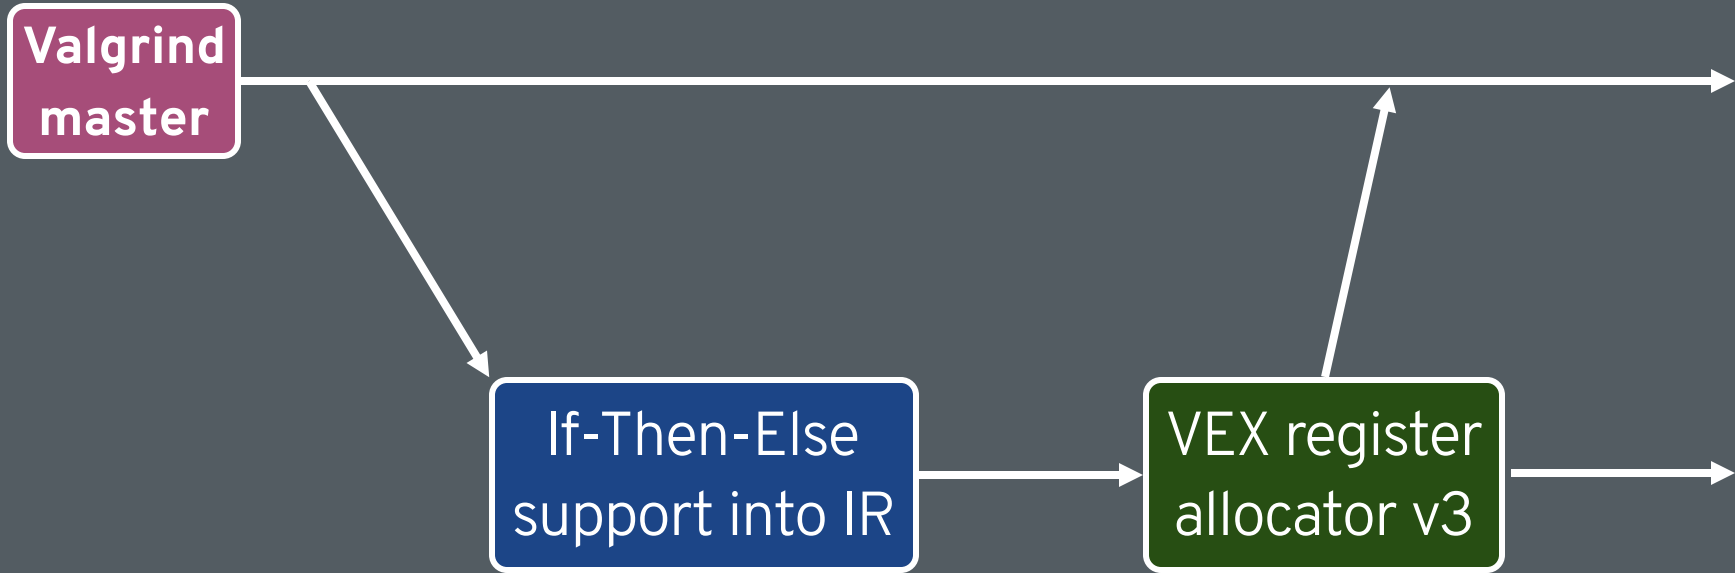 Valgrind
master
If-Then-Else
support into IR
VEX register
allocator v3